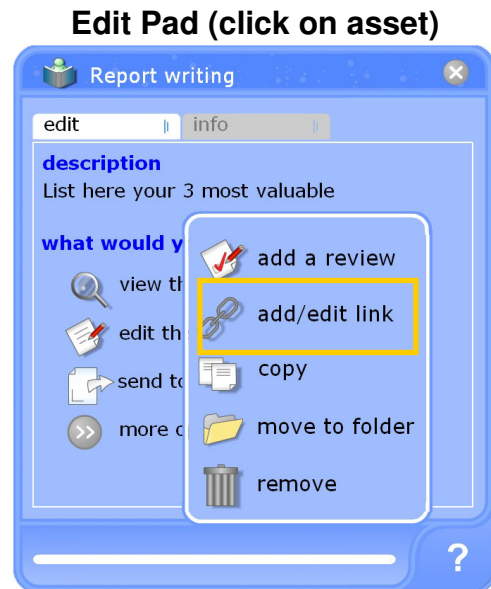 Edit Pad (click on asset)
Report writing
edit
info
description
List here your 3 most valuable
what would y
view th
edit th
send to
more o
add a review
add/edit link
copy
move to folder
remove
?